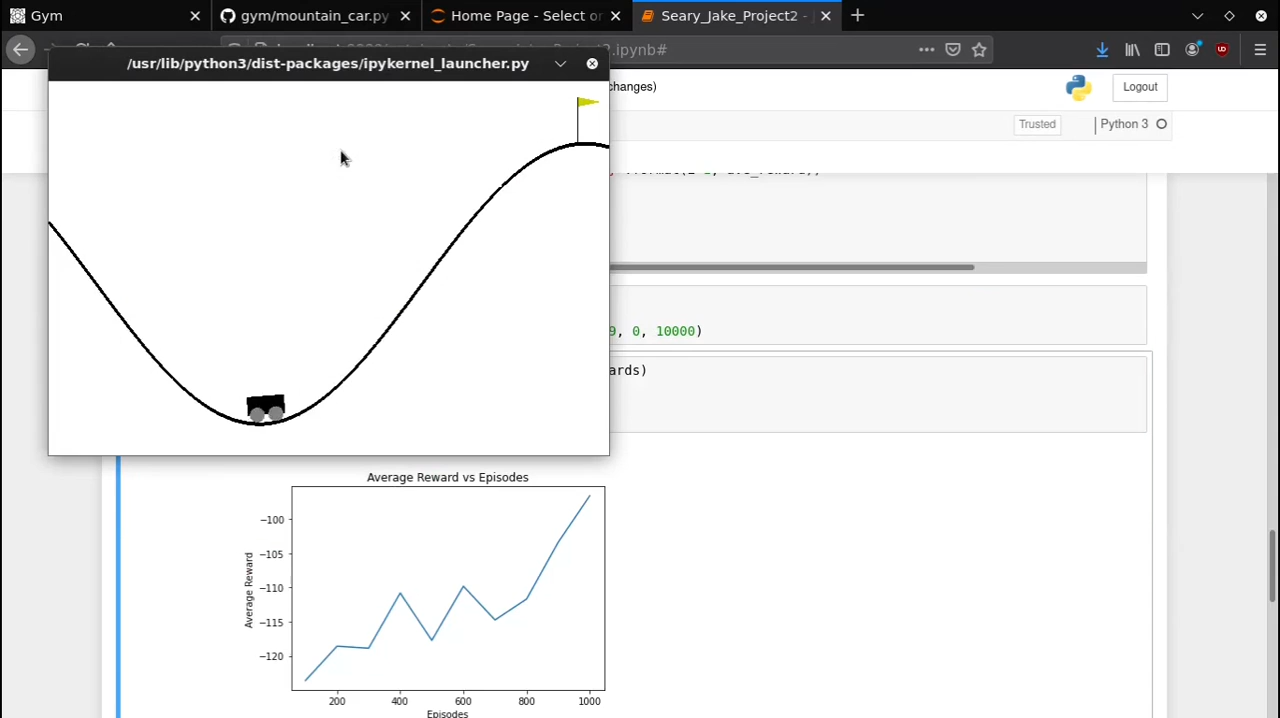 Gym
gym/mountain_car.py
Home Page - Select or
Seary_Jake_Project2 - J
/usr/lib/python3/dist-packages/ipykernel_launcher.py
changes)
Logout
Trusted
Python 3
9, 0, 10000)
ards)
Average Reward vs Episodes
Average Reward
−100
−105
−110
−115
−120
200 400 600 800 1000
Episodes